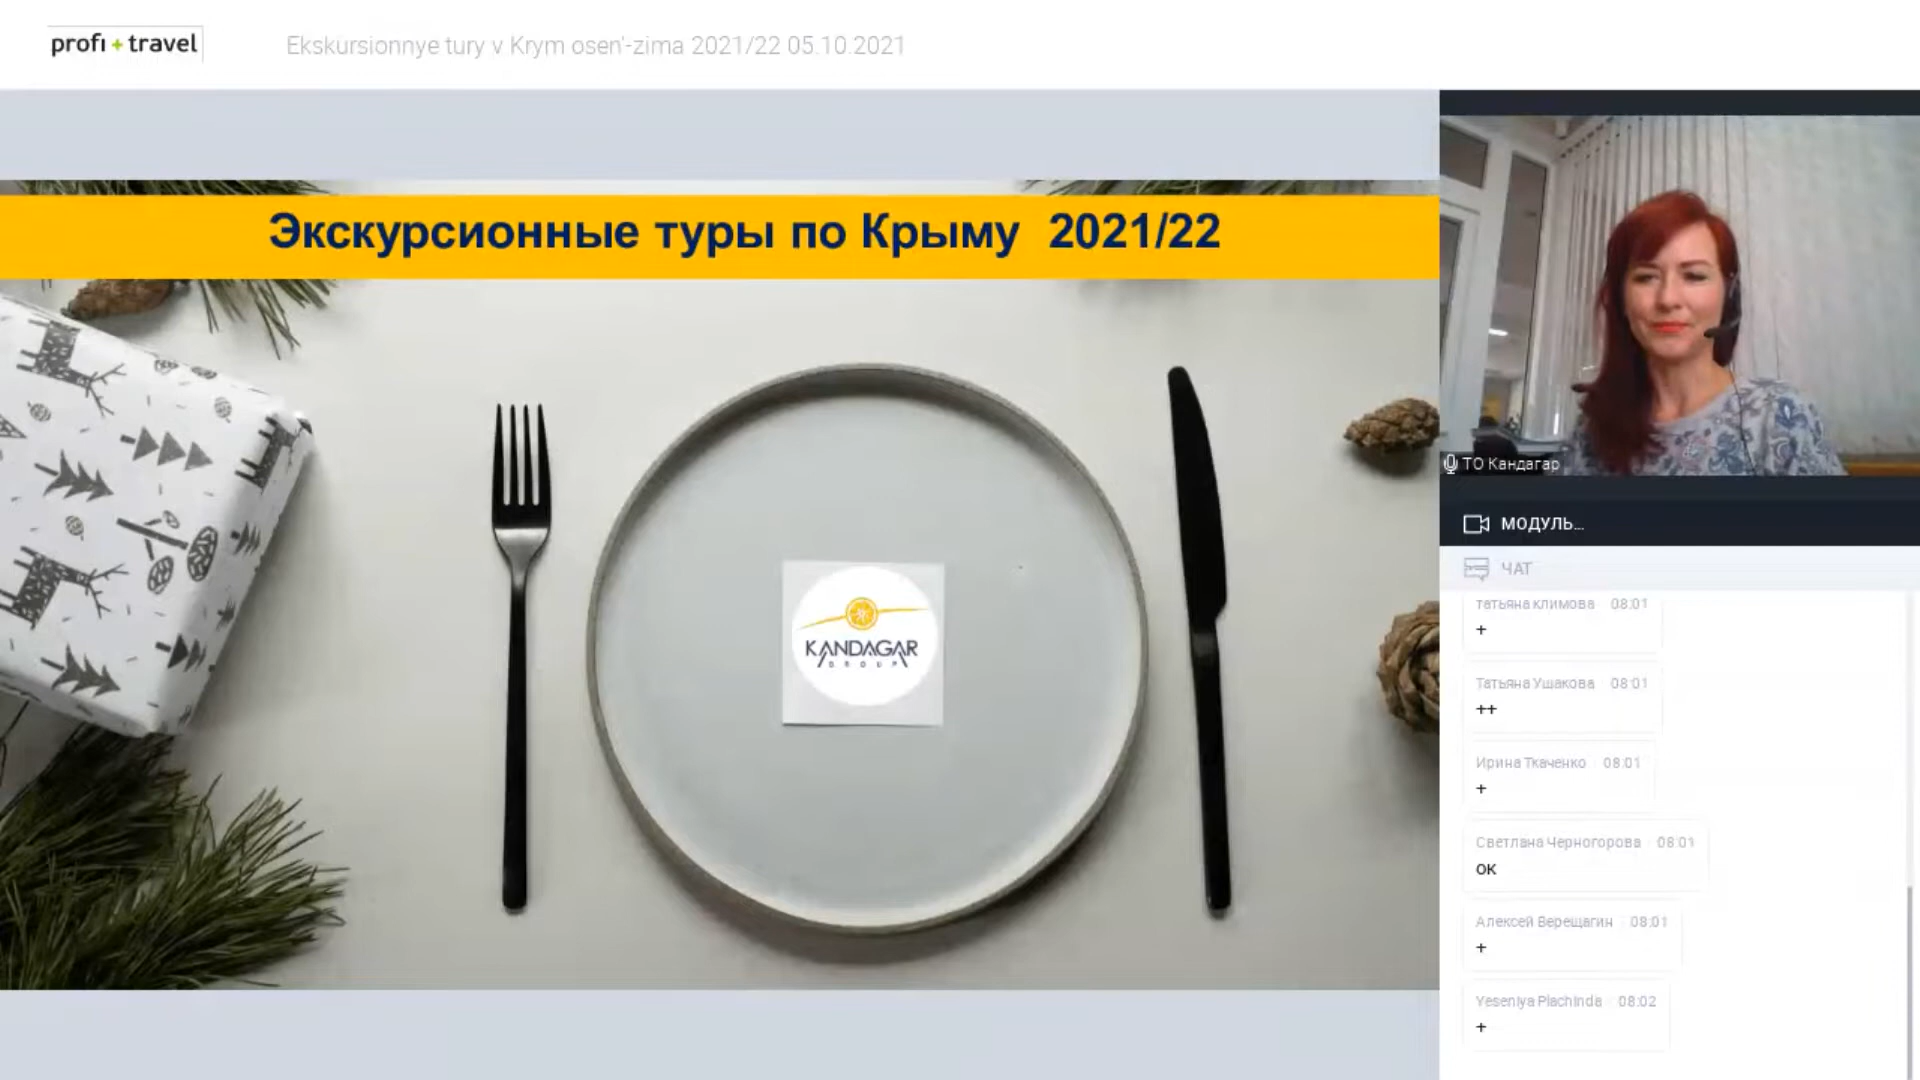 profi + travel
Ekskursionnye tury v Krym osen'-zima 2021/22 05.10.2021
Экскурсионные туры по Крыму 2021/22
KANDAGAR
GROUP
ТО Кандагар
МОДУЛЬ...
ЧАТ
татьяна климова 08:01
+
Татьяна Ушакова 08:01
++
Ирина Ткаченко 08:01
+
Светлана Черногорова 08:01
ОК
Алексей Верещагин 08:01
+
Yeseniya Plachinda 08:02
+